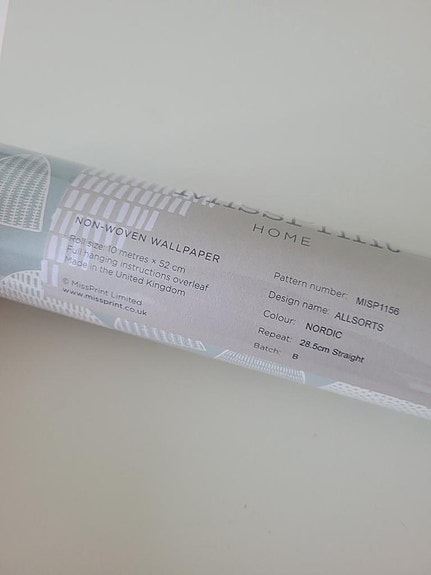 MISSPRINT
HOME
NON-WOVEN WALLPAPER
Roll size: 10 metres x 52 cm
Full hanging instructions overleaf
Made in the United Kingdom
© MissPrint Limited
www.missprint.co.uk
Pattern number: MISP1156
Design name: ALLSORTS
Colour: NORDIC
Repeat: 28.5cm Straight
Batch: B